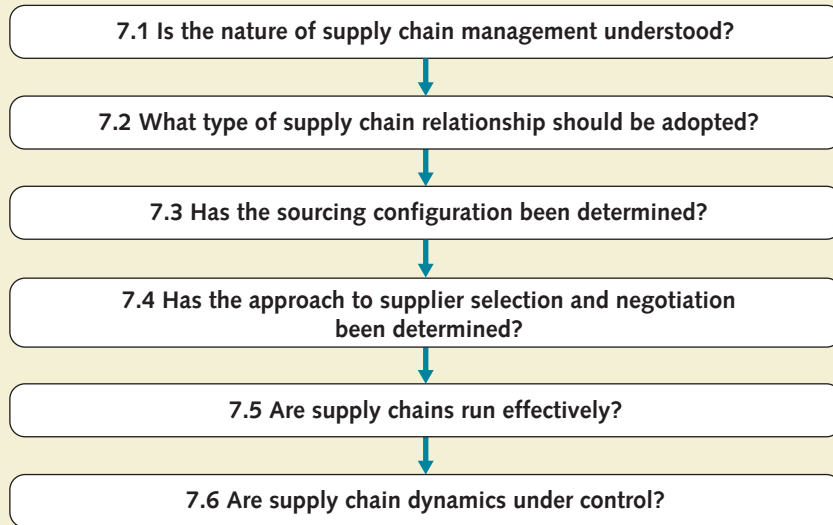 7.1 Is the nature of supply chain management understood?
7.2 What type of supply chain relationship should be adopted?
7.3 Has the sourcing configuration been determined?
7.4 Has the approach to supplier selection and negotiation
been determined?
7.5 Are supply chains run effectively?
7.6 Are supply chain dynamics under control?